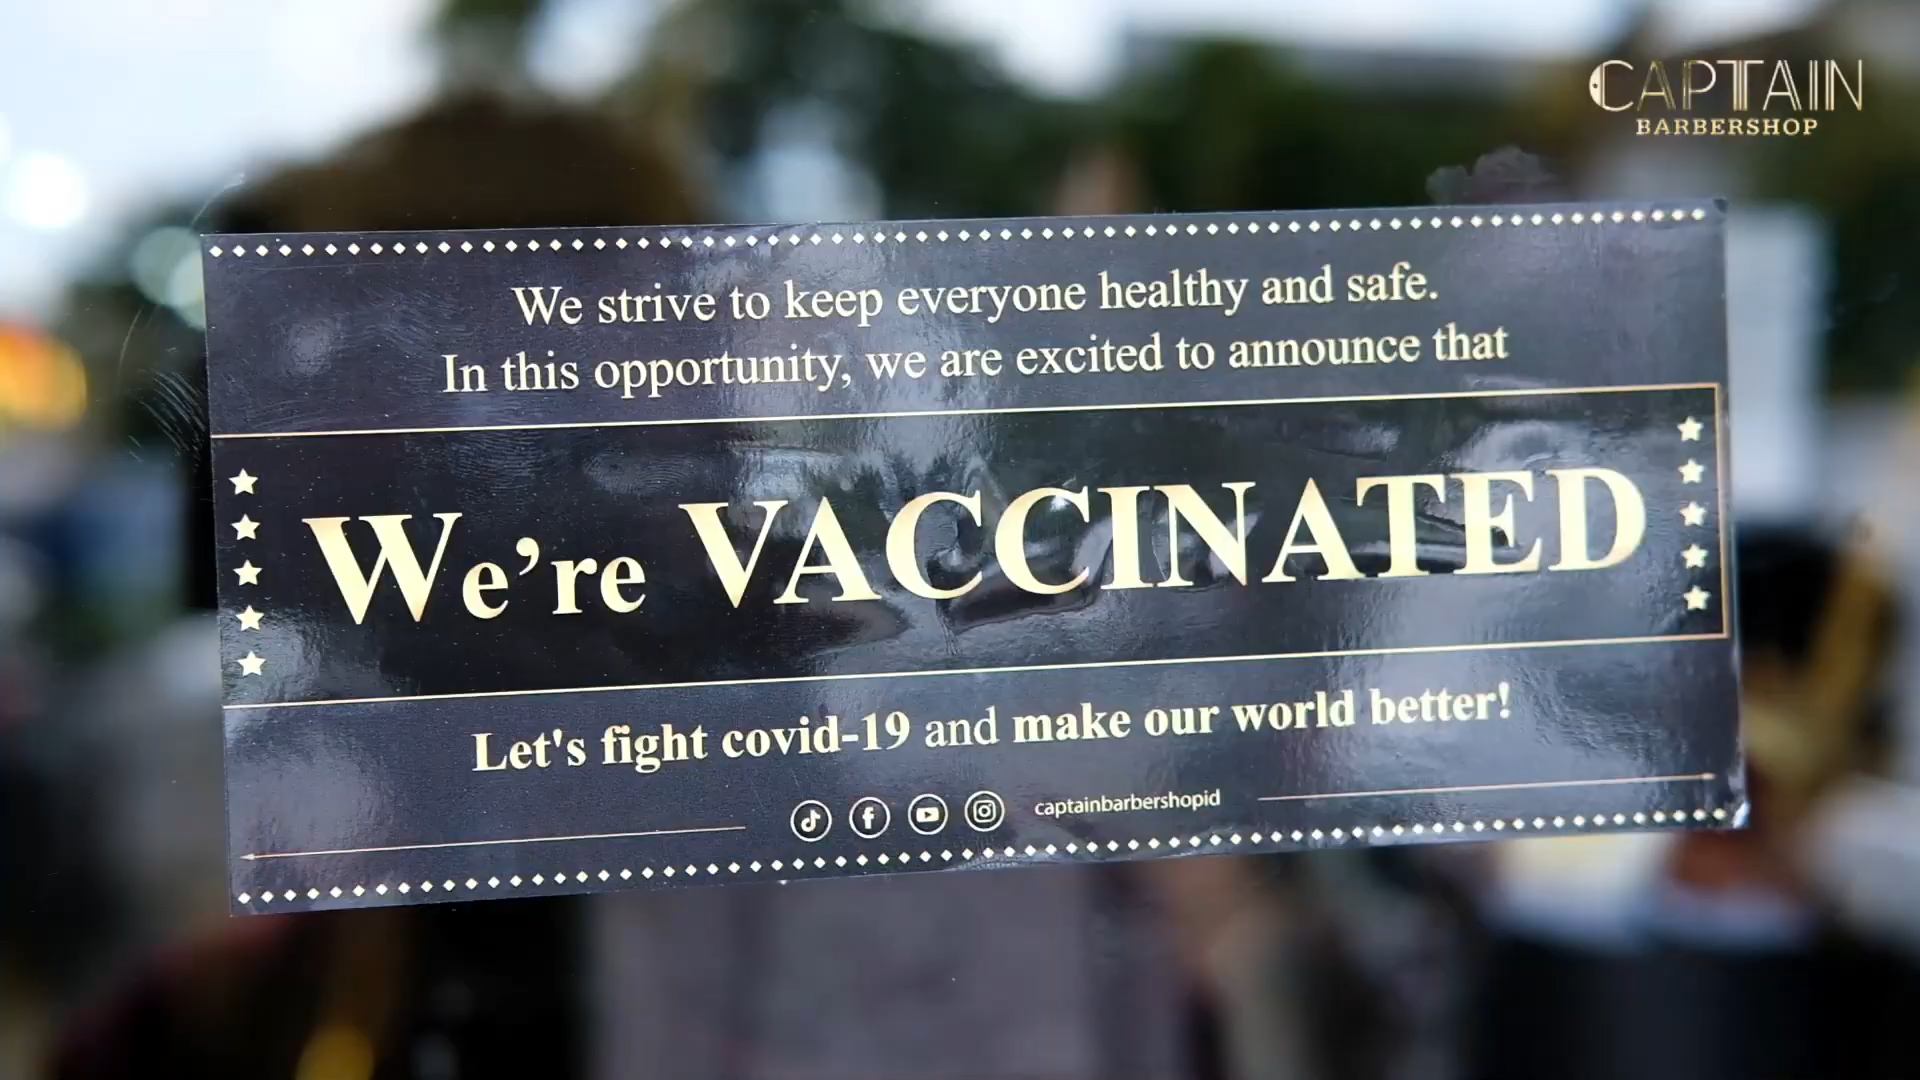 CAPTAIN
BARBERSHOP
We strive to keep everyone healthy and safe.
In this opportunity, we are excited to announce that
We're VACCINATED
Let's fight covid-19 and make our world better!
captainbarbershopid